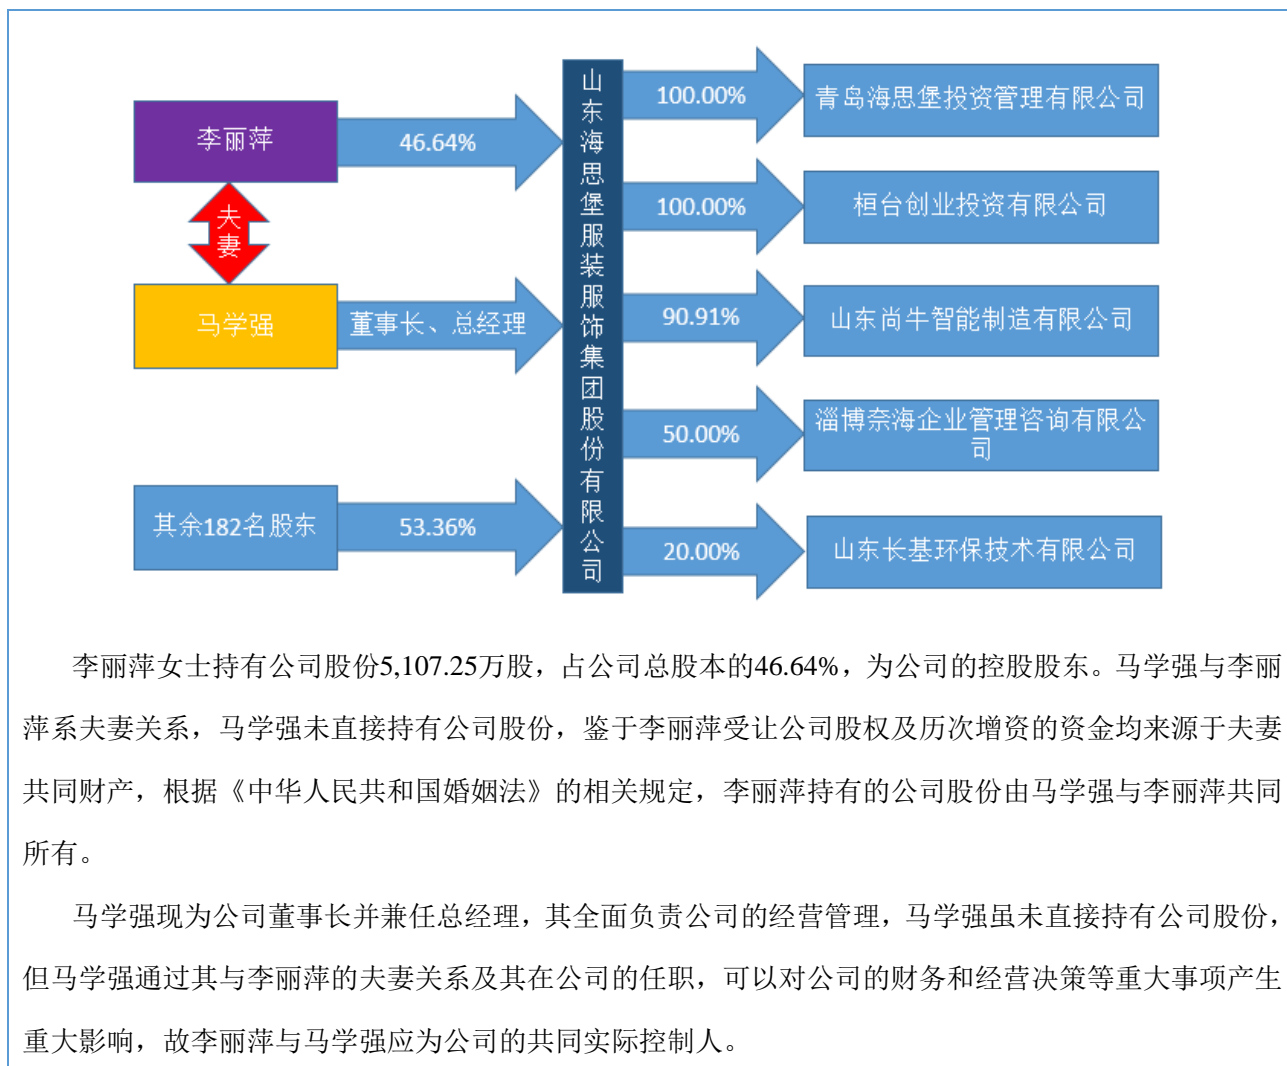 李丽萍
46.64%
夫
妻
马学强
董事长、总经理
其余182名股东
53.36%
山东海思堡服装服饰集团股份有限公司
100.00%
青岛海思堡投资管理有限公司
100.00%
桓台创业投资有限公司
90.91%
山东尚牛智能制造有限公司
50.00%
淄博奈海企业管理咨询有限公
司
20.00%
山东长基环保技术有限公司
李丽萍女士持有公司股份5,107.25万股，占公司总股本的46.64%，为公司的控股股东。马学强与李丽
萍系夫妻关系，马学强未直接持有公司股份，鉴于李丽萍受让公司股权及历次增资的资金均来源于夫妻
共同财产，根据《中华人民共和国婚姻法》的相关规定，李丽萍持有的公司股份由马学强与李丽萍共同
所有。
马学强现为公司董事长并兼任总经理，其全面负责公司的经营管理，马学强虽未直接持有公司股份，
但马学强通过其与李丽萍的夫妻关系及其在公司的任职，可以对公司的财务和经营决策等重大事项产生
重大影响，故李丽萍与马学强应为公司的共同实际控制人。